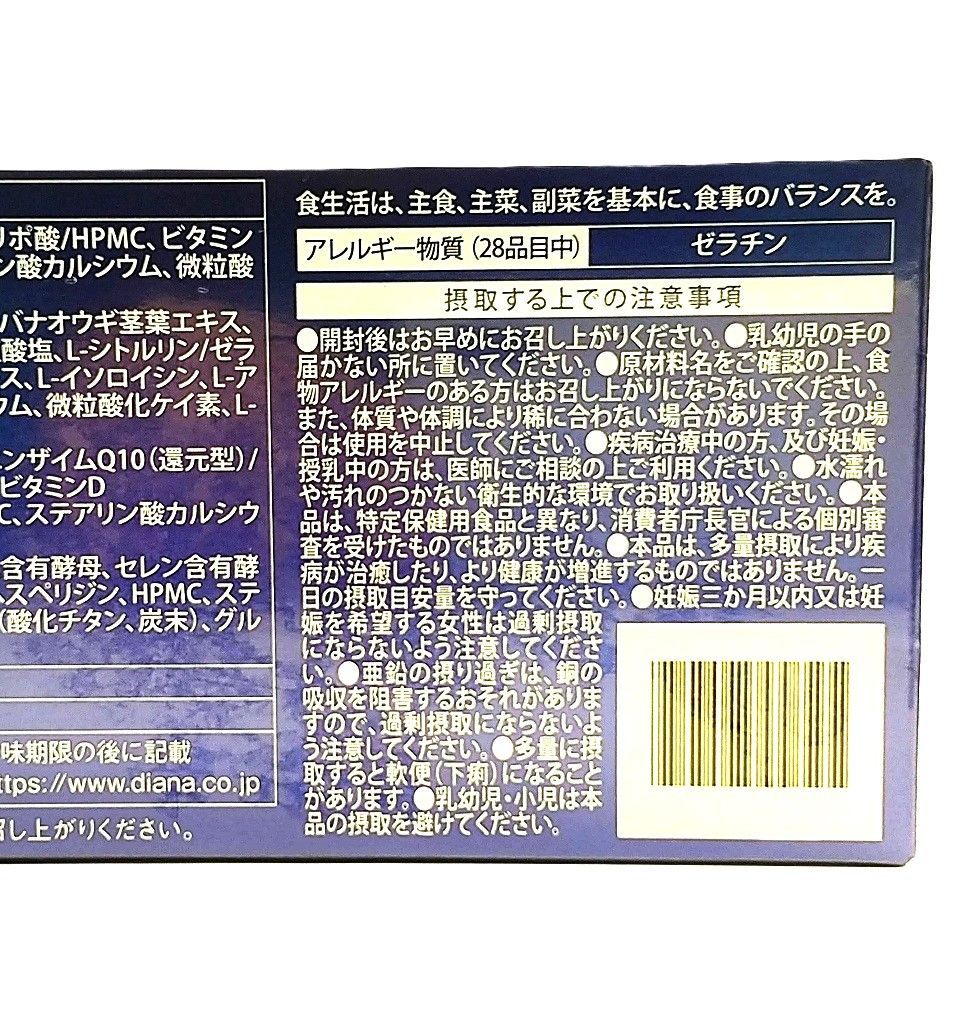 リポ酸/HPMC、ビタミン
ン酸カルシウム、微粒酸
バナオウギ茎葉エキス、
酸塩、L-シトルリン/ゼラ
ス、L-イソロイシン、L-ア
ウム、微粒酸化ケイ素、L-
エンザイムQ10（還元型）/
ビタミンD
C、ステアリン酸カルシウ
含有酵母、セレン含有酵
ヘスペリジン、HPMC、ステ
（酸化チタン、炭末）、グル
味期限の後に記載
ttps://www.diana.co.jp
召し上がりください。
食生活は、主食、主菜、副菜を基本に、食事のバランスを。
アレルギー物質（28品目中） ゼラチン
摂取する上での注意事項
●開封後はお早めにお召し上がりください。●乳幼児の手の
届かない所に置いてください。●原材料名をご確認の上、食
物アレルギーのある方はお召し上がりにならないでください。
また、体質や体調により稀に合わない場合があります。その場
合は使用を中止してください。●疾病治療中の方、及び妊娠・
授乳中の方は、医師にご相談の上ご利用ください。●水濡れ
や汚れのつかない衛生的な環境でお取り扱いください。●本
品は、特定保健用食品と異なり、消費者庁長官による個別審
査を受けたものではありません。●本品は、多量摂取により疾
病が治癒したり、より健康が増進するものではありません。一
日の摂取目安量を守ってください。●妊娠三か月以内又は妊
娠を希望する女性は過剰摂取
にならないよう注意してくださ
い。●亜鉛の摂り過ぎは、銅の
吸収を阻害するおそれがありま
すので、過剰摂取にならないよ
う注意してください。●多量に摂
取すると軟便（下痢）になること
があります。●乳幼児・小児は本
品の摂取を避けてください。